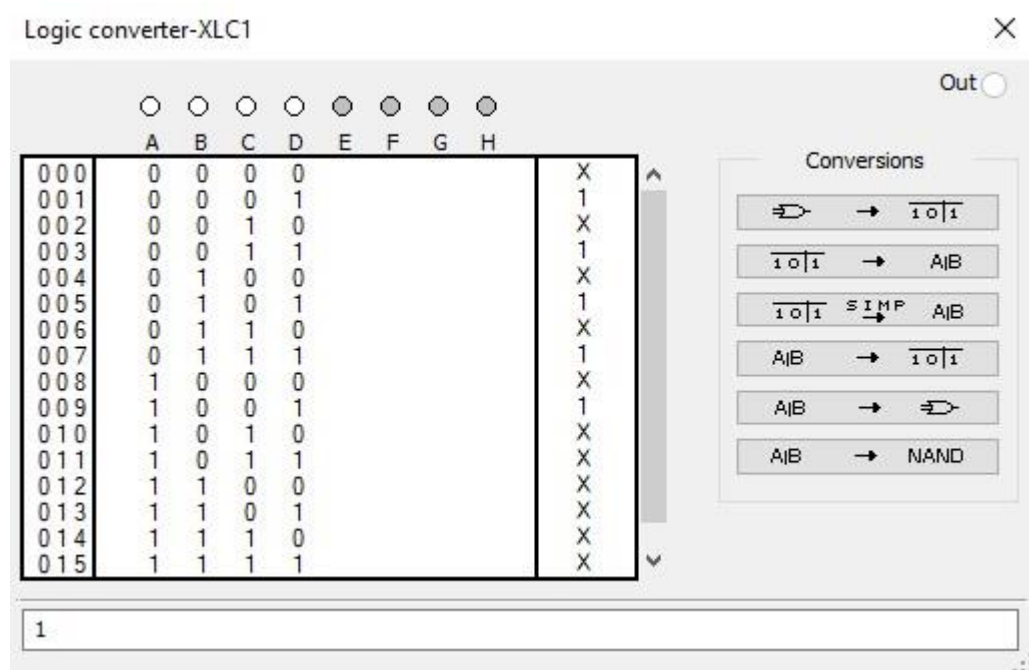 Logic converter-XLC1
Out
A B C D E F G H
000 0 0 0 0 X
001 0 0 0 1 1
002 0 0 1 0 X
003 0 0 1 1 1
004 0 1 0 0 X
005 0 1 0 1 1
006 0 1 1 0 X
007 0 1 1 1 1
008 1 0 0 0 X
009 1 0 0 1 1
010 1 0 1 0 X
011 1 0 1 1 X
012 1 1 0 0 X
013 1 1 0 1 X
014 1 1 1 0 X
015 1 1 1 1 X
Conversions
→ 1 0|1
1 0|1 → A|B
1 0|1 SIMP → A|B
A|B → 1 0|1
A|B →
A|B → NAND
1